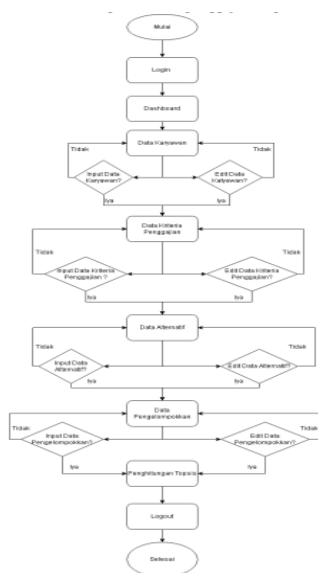 Mulai
Login
Dashboard
Data Karyawan
Tidak
Tidak
Input Data
Karyawan?
Edit Data
Karyawan?
Iya
Iya
Data Kriteria
Penggajian
Tidak
Tidak
Input Data Kriteria
Penggajian ?
Edit Data Kriteria
Penggajian?
Iya
Iya
Data Alternatif
Tidak
Tidak
Input Data
Alternatif?
Edit Data Alternatif?
Iya
Iya
Data
Pengelompokkan
Tidak
Tidak
Input Data
Pengelompokkan?
Edit Data
Pengelompokkan?
Iya
Iya
Penghitungan Topsis
Logout
Selesai